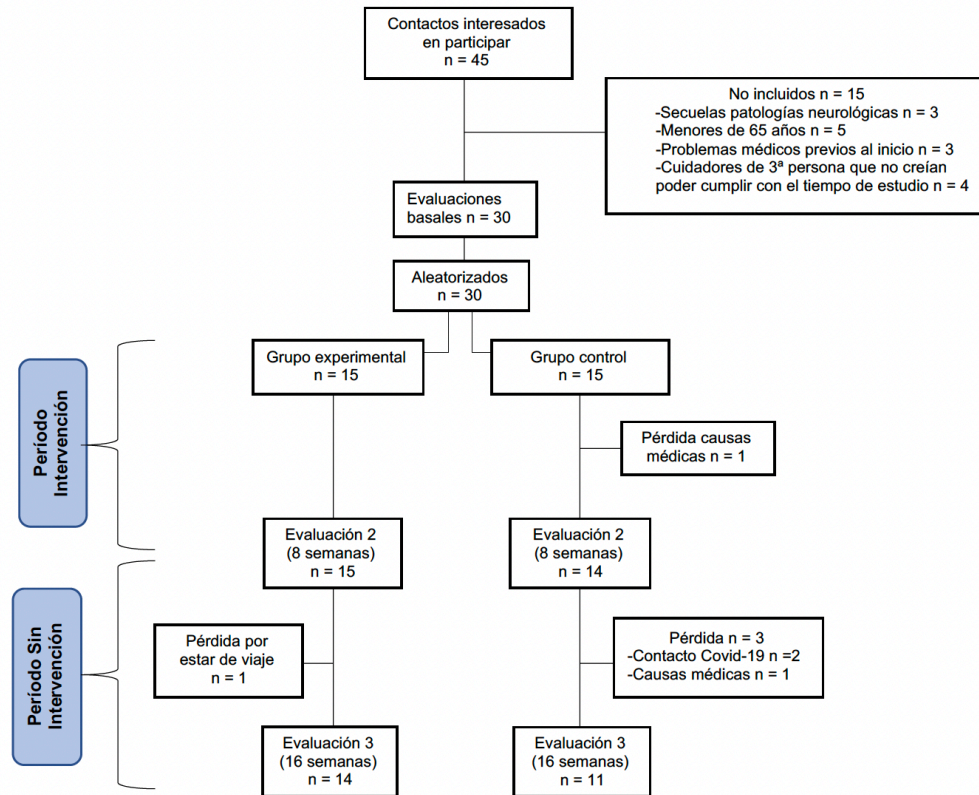 Contactos interesados
en participar
n = 45
No incluidos n = 15
-Secuelas patologías neurológicas n = 3
-Menores de 65 años n = 5
-Problemas médicos previos al inicio n = 3
-Cuidadores de 3ª persona que no creían
poder cumplir con el tiempo de estudio n = 4
Evaluaciones
basales n = 30
Aleatorizados
n = 30
Período
Intervención
Grupo experimental
n = 15
Grupo control
n = 15
Pérdida causas
médicas n = 1
Evaluación 2
(8 semanas)
n = 15
Evaluación 2
(8 semanas)
n = 14
Período Sin
Intervención
Pérdida por
estar de viaje
n = 1
Pérdida n = 3
-Contacto Covid-19 n =2
-Causas médicas n = 1
Evaluación 3
(16 semanas)
n = 14
Evaluación 3
(16 semanas)
n = 11